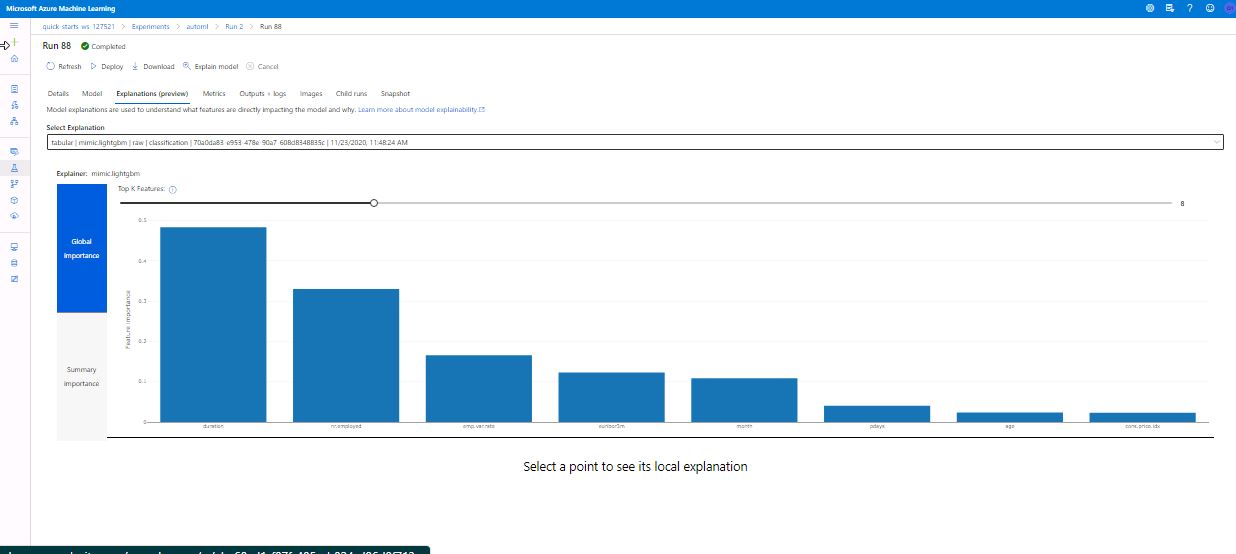 Microsoft Azure Machine Learning
quick-starts-ws-127521 > Experiments > automl > Run 2 > Run 88
Run 88 Completed
Refresh Deploy Download Explain model Cancel
Details Model Explanations (preview) Metrics Outputs + logs Images Child runs Snapshot
Model explanations are used to understand what features are directly impacting the model and why. Learn more about model explainability
Select Explanation
tabular | mimic.lightgbm | raw | classification | 70a0da83-e953-478e-90a7-608d8348835c | 11/23/2020, 11:48:24 AM
Explainer: mimic.lightgbm
Top K Features:
8
Global
importance
Summary
importance
Feature importance
0.5
0.4
0.3
0.2
0.1
0
duration nr.employed emp.var.rate euribor3m month pdays age cons.price.idx
Select a point to see its local explanation